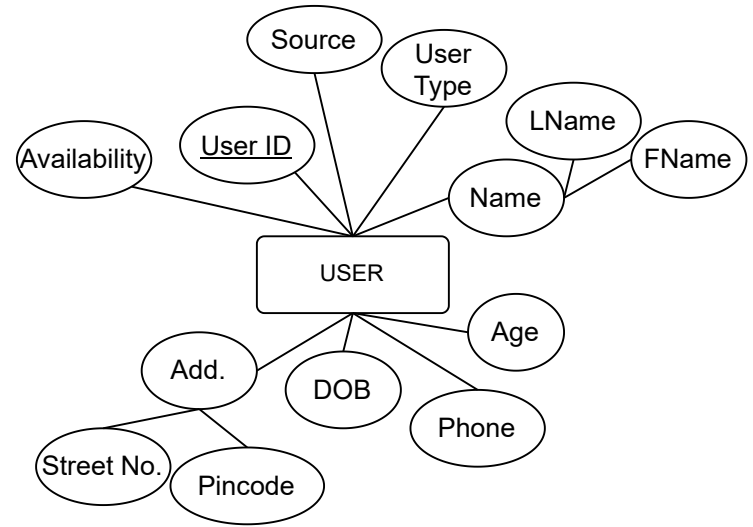 Source
User
Type
LName
User ID
Availability
FName
Name
USER
Age
Add.
DOB
Phone
Street No.
Pincode